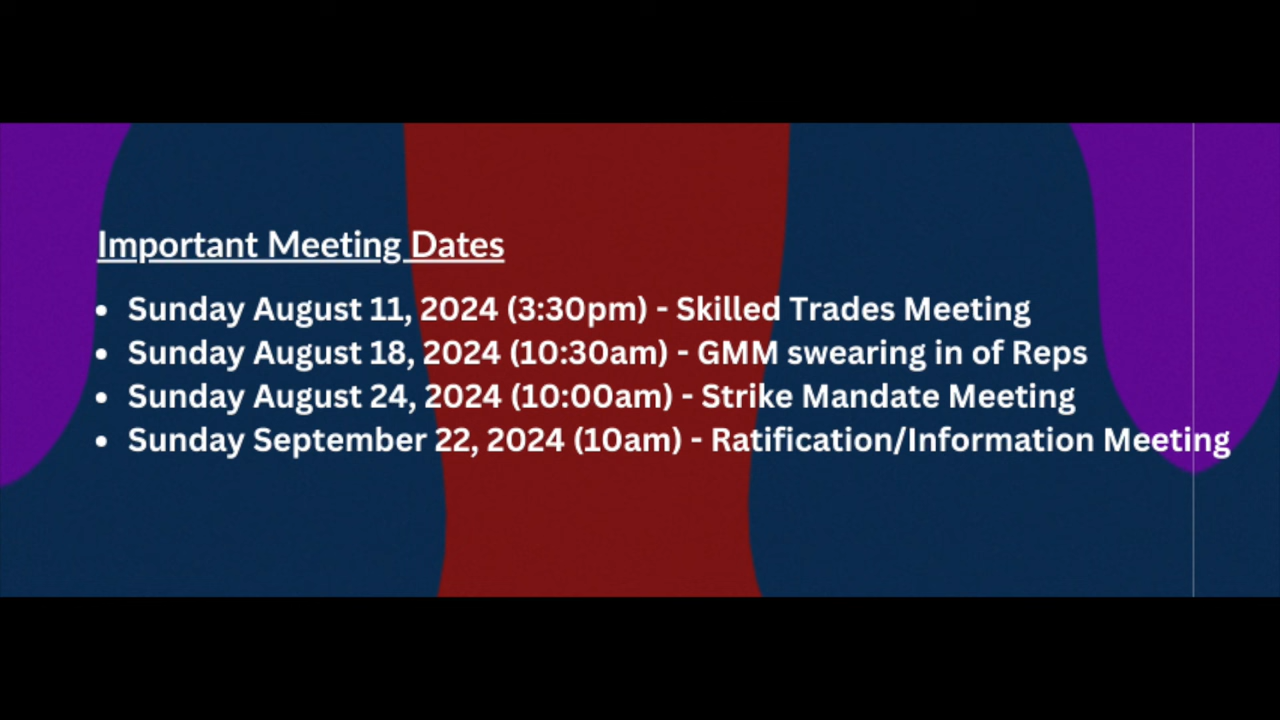 Important Meeting Dates
• Sunday August 11, 2024 (3:30pm) - Skilled Trades Meeting
• Sunday August 18, 2024 (10:30am) - GMM swearing in of Reps
• Sunday August 24, 2024 (10:00am) - Strike Mandate Meeting
• Sunday September 22, 2024 (10am) - Ratification/Information Meeting